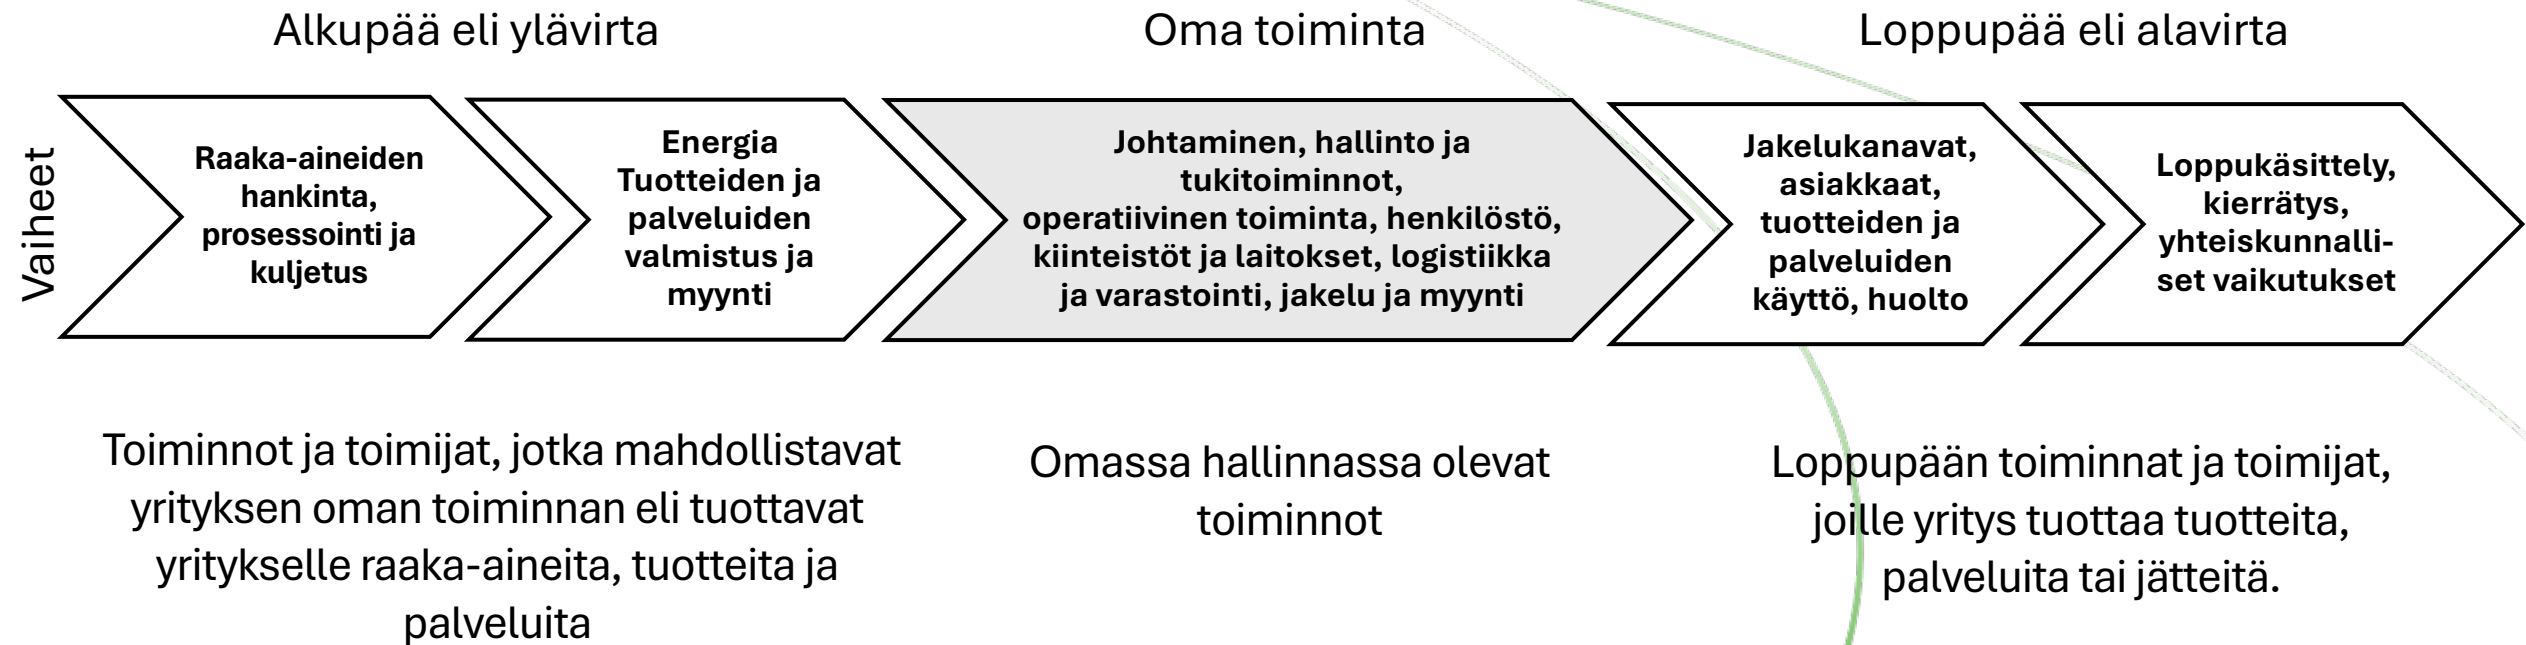 Alkupää eli ylävirta
Oma toiminta
Loppupää eli alavirta
Vaiheet
Raaka-aineiden
hankinta,
prosessointi ja
kuljetus
Energia
Tuotteiden ja
palveluiden
valmistus ja
myynti
Johtaminen, hallinto ja
tukitoiminnot,
operatiivinen toiminta, henkilöstö,
kiinteistöt ja laitokset, logistiikka
ja varastointi, jakelu ja myynti
Jakelukanavat,
asiakkaat,
tuotteiden ja
palveluiden
käyttö, huolto
Loppukäsittely,
kierrätys,
yhteiskunnalli-
set vaikutukset
Toiminnot ja toimijat, jotka mahdollistavat
yrityksen oman toiminnan eli tuottavat
yritykselle raaka-aineita, tuotteita ja
palveluita
Omassa hallinnassa olevat
toiminnot
Loppupään toiminnat ja toimijat,
joille yritys tuottaa tuotteita,
palveluita tai jätteitä.